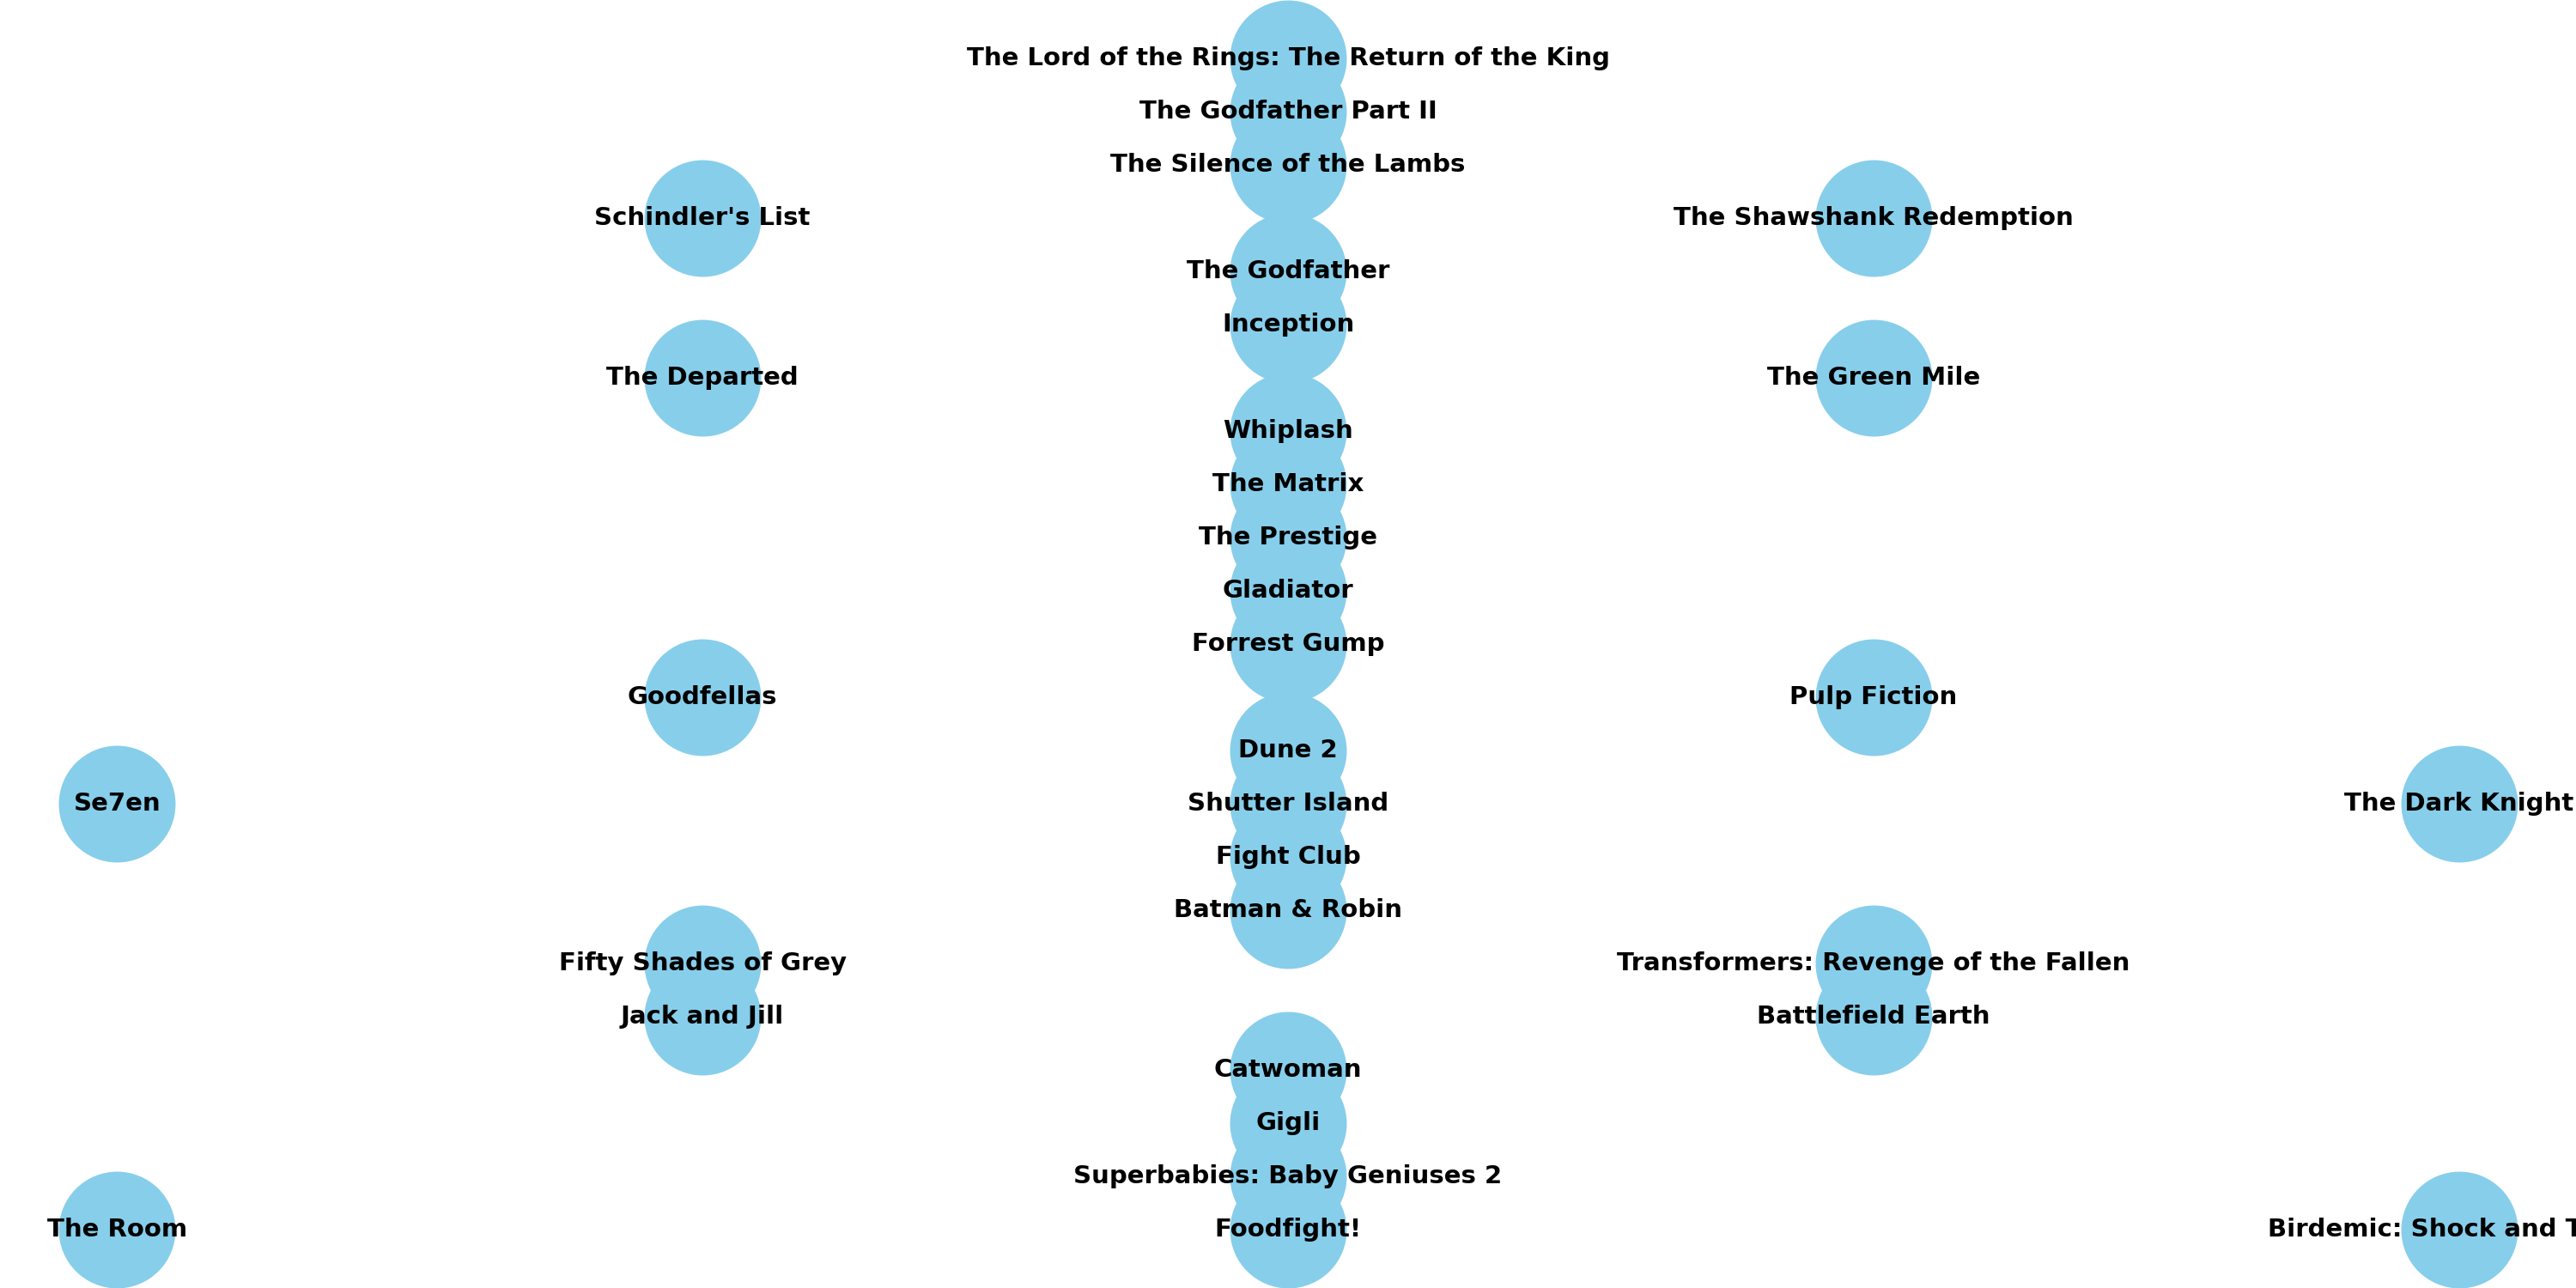 The Lord of the Rings: The Return of the King
The Godfather Part II
The Silence of the Lambs
Schindler's List
The Shawshank Redemption
The Godfather
Inception
The Departed
The Green Mile
Whiplash
The Matrix
The Prestige
Gladiator
Forrest Gump
Goodfellas
Pulp Fiction
Dune 2
Se7en
Shutter Island
The Dark Knight
Fight Club
Batman & Robin
Fifty Shades of Grey
Transformers: Revenge of the Fallen
Jack and Jill
Battlefield Earth
Catwoman
Gigli
Superbabies: Baby Geniuses 2
The Room
Foodfight!
Birdemic: Shock and T